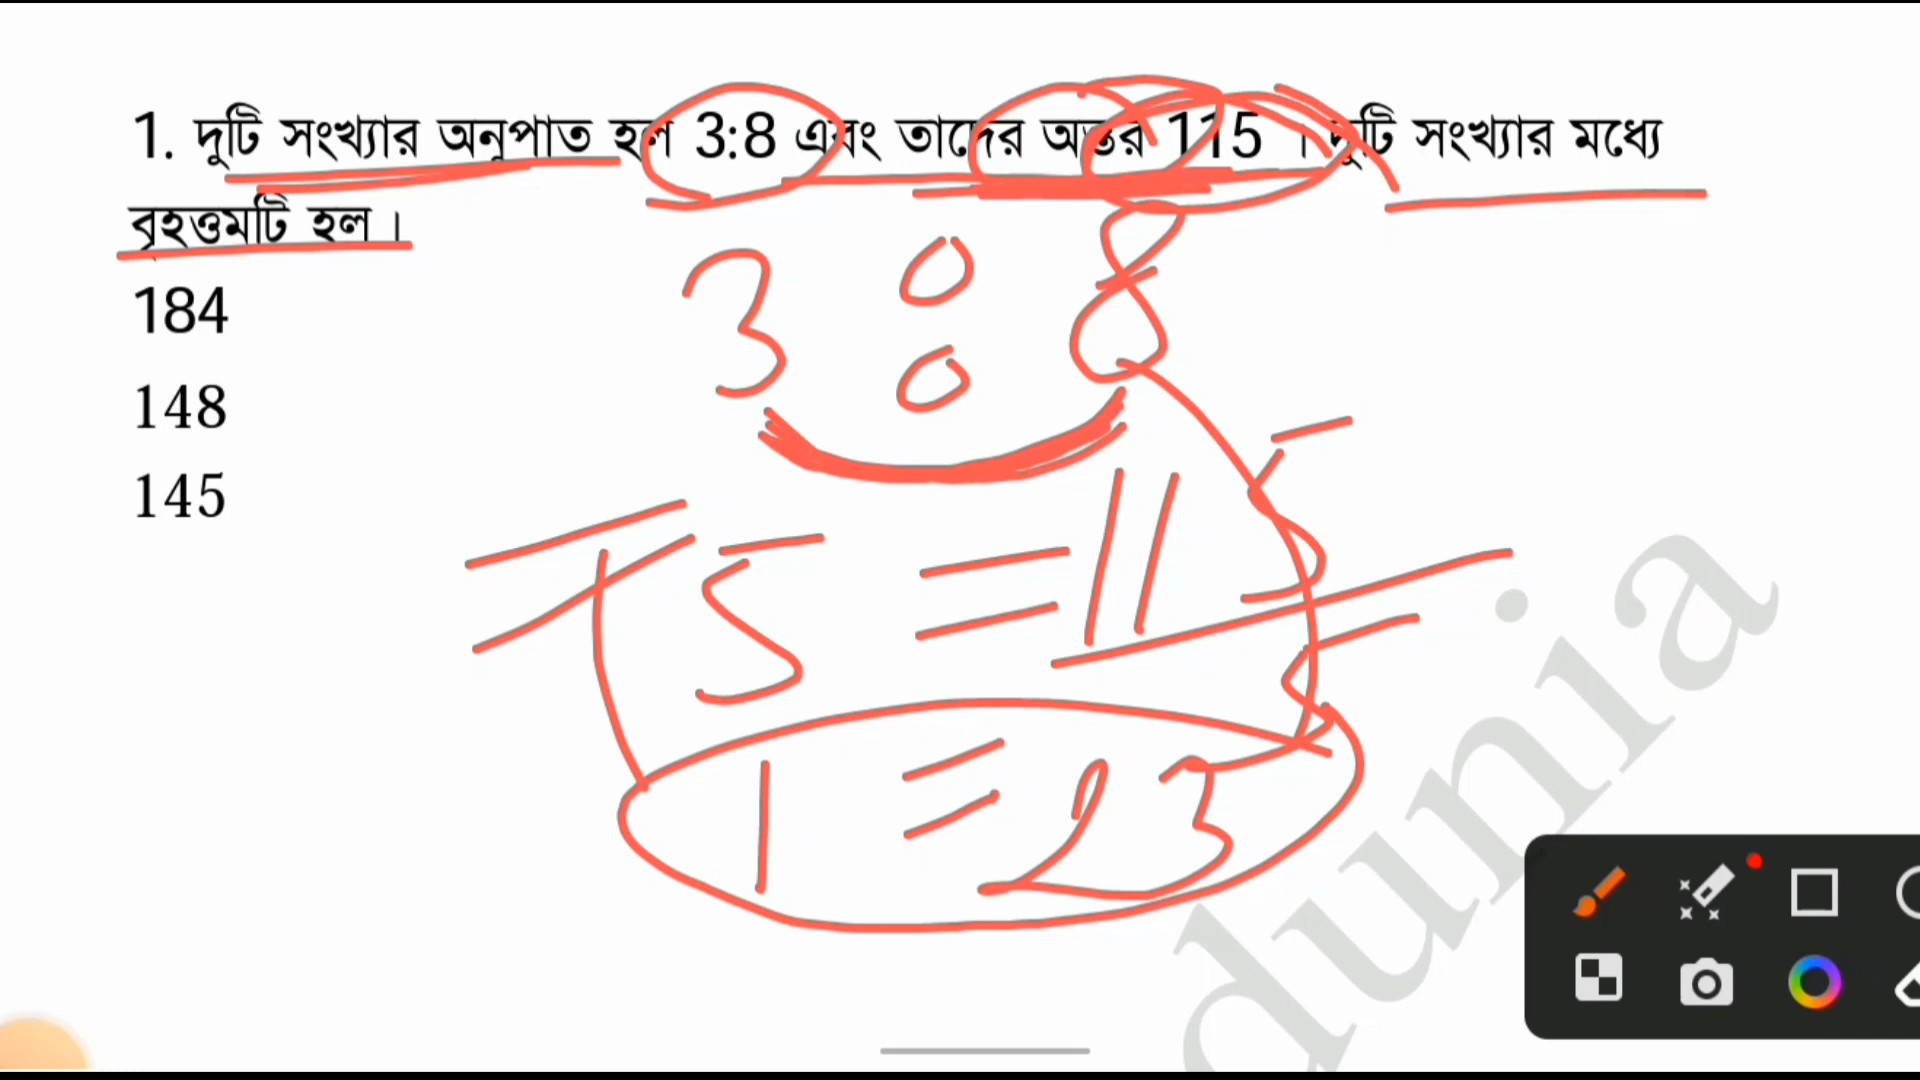 1. দুটি সংখ্যার অনুপাত হল 3:8 এবং তাদের অন্তর 115 । দুটি সংখ্যার মধ্যে
বৃহত্তমটি হল ।
184
148
145
3 : 8
5 = 115
1 = 23
dunia